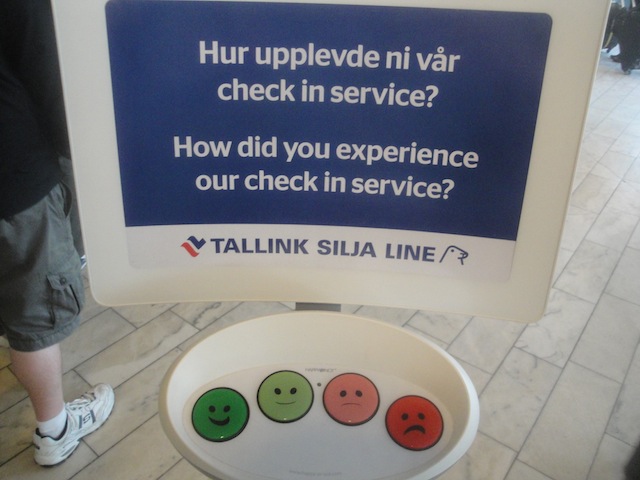 Hur upplevde ni vår
check in service?
How did you experience
our check in service?
TALLINK SILJA LINE